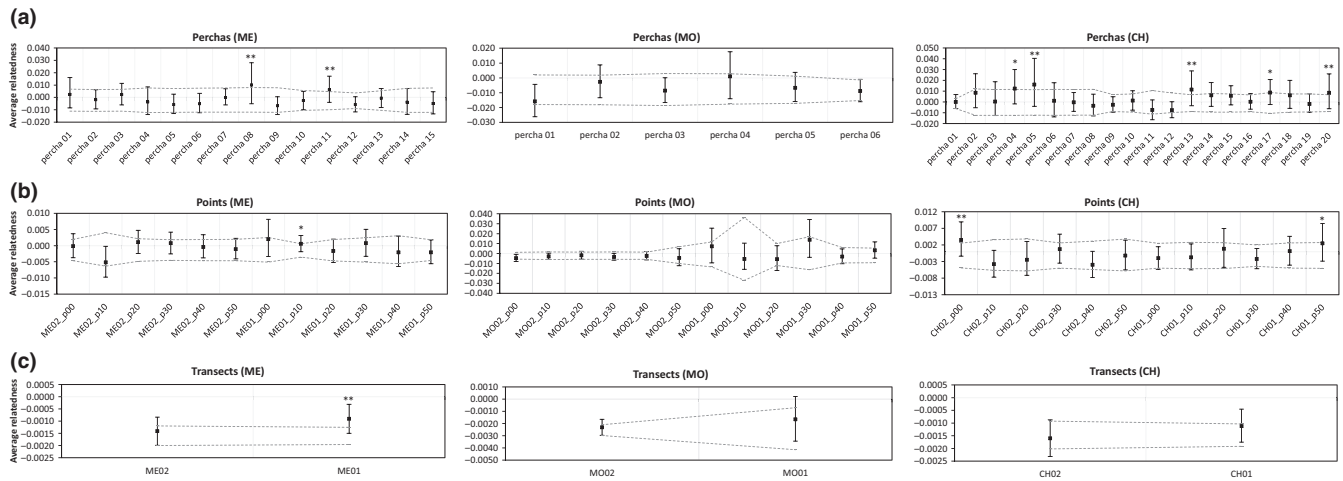 (a)
Perchas (ME)
Average relatedness
0.040
0.030
0.020
0.010
0.000
−0.010
−0.020
** **
percha 01 percha 02 percha 03 percha 04 percha 05 percha 06 percha 07 percha 08 percha 09 percha 10 percha 11 percha 12 percha 13 percha 14 percha 15
Perchas (MO)
0.020
0.010
0.000
−0.010
−0.020
−0.030
percha 01 percha 02 percha 03 percha 04 percha 05 percha 06
Perchas (CH)
0.050
0.040
0.030
0.020
0.010
0.000
−0.010
−0.020
* ** ** * **
percha 01 percha 02 percha 03 percha 04 percha 05 percha 06 percha 07 percha 08 percha 09 percha 10 percha 11 percha 12 percha 13 percha 14 percha 15 percha 16 percha 17 percha 18 percha 19 percha 20
(b)
Points (ME)
Average relatedness
0.010
0.005
0.000
−0.005
−0.010
−0.015
*
ME02_p00 ME02_p10 ME02_p20 ME02_p30 ME02_p40 ME02_p50 ME01_p00 ME01_p10 ME01_p20 ME01_p30 ME01_p40 ME01_p50
Points (MO)
0.040
0.030
0.020
0.010
0.000
−0.010
−0.020
−0.030
−0.040
MO02_p00 MO02_p10 MO02_p20 MO02_p30 MO02_p40 MO02_p50 MO01_p00 MO01_p10 MO01_p20 MO01_p30 MO01_p40 MO01_p50
Points (CH)
0.012
0.007
0.002
−0.003
−0.008
−0.013
** *
CH02_p00 CH02_p10 CH02_p20 CH02_p30 CH02_p40 CH02_p50 CH01_p00 CH01_p10 CH01_p20 CH01_p30 CH01_p40 CH01_p50
(c)
Transects (ME)
Average relatedness
0.0005
0.0000
−0.0005
−0.0010
−0.0015
−0.0020
−0.0025
**
ME02 ME01
Transects (MO)
0.0010
0.0000
−0.0010
−0.0020
−0.0030
−0.0040
−0.0050
MO02 MO01
Transects (CH)
0.0005
0.0000
−0.0005
−0.0010
−0.0015
−0.0020
−0.0025
CH02 CH01